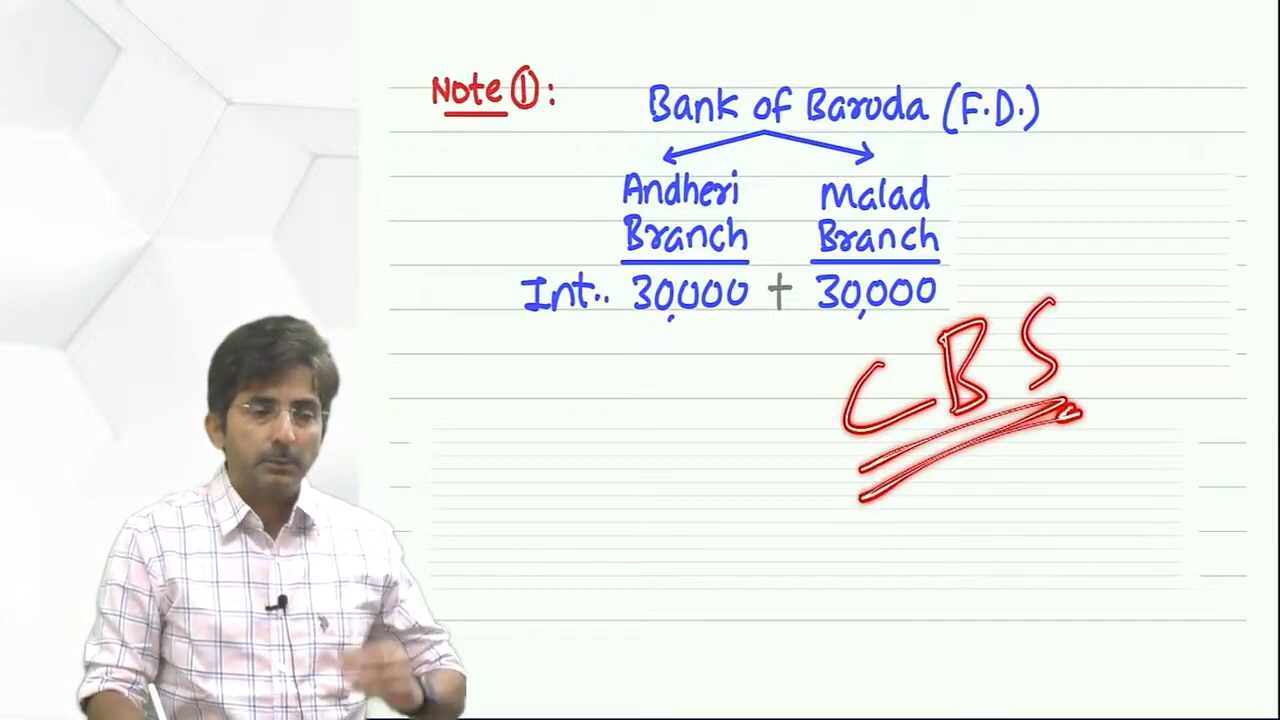 Note ①:
Bank of Baroda (F.D.)
Andheri Malad
Branch Branch
Int.. 30,000 + 30,000
CBS